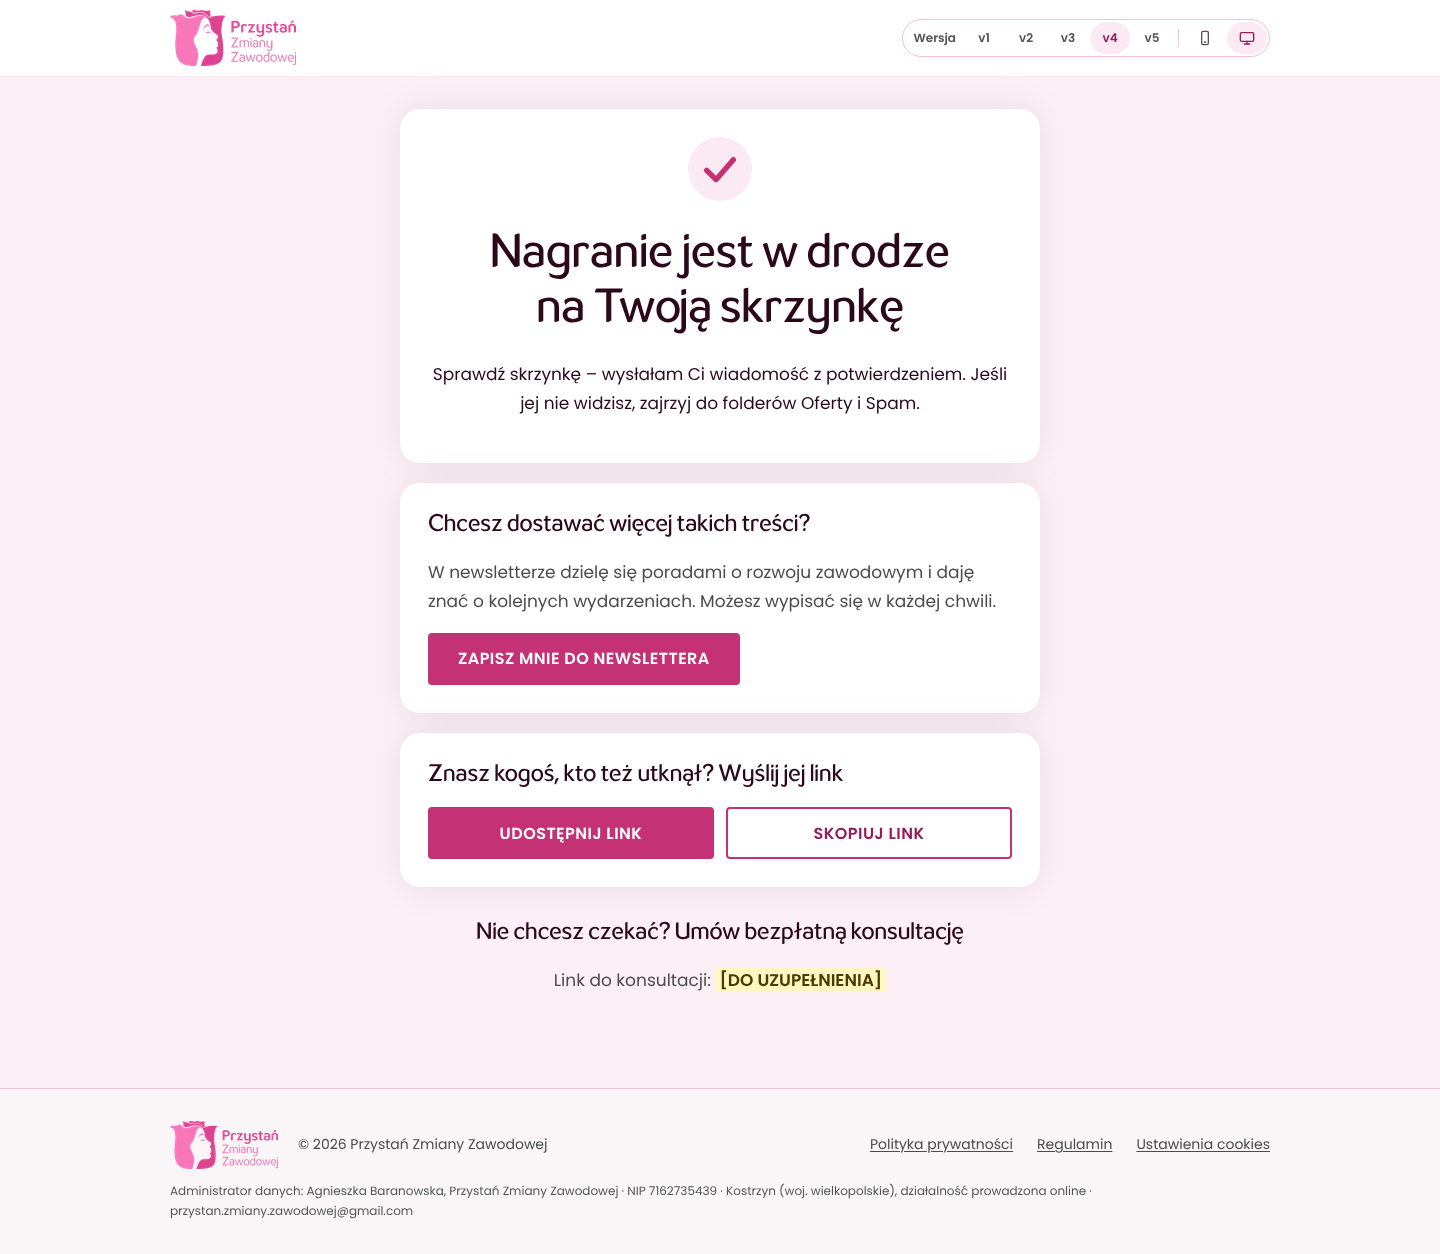 Przystań
Zmiany
Zawodowej
Wersja v1 v2 v3 v4 v5
Nagranie jest w drodze
na Twoją skrzynkę
Sprawdź skrzynkę – wysłałam Ci wiadomość z potwierdzeniem. Jeśli
jej nie widzisz, zajrzyj do folderów Oferty i Spam.
Chcesz dostawać więcej takich treści?
W newsletterze dzielę się poradami o rozwoju zawodowym i daję
znać o kolejnych wydarzeniach. Możesz wypisać się w każdej chwili.
ZAPISZ MNIE DO NEWSLETTERA
Znasz kogoś, kto też utknął? Wyślij jej link
UDOSTĘPNIJ LINK SKOPIUJ LINK
Nie chcesz czekać? Umów bezpłatną konsultację
Link do konsultacji: [DO UZUPEŁNIENIA]
Przystań
Zmiany
Zawodowej
© 2026 Przystań Zmiany Zawodowej
Polityka prywatności Regulamin Ustawienia cookies
Administrator danych: Agnieszka Baranowska, Przystań Zmiany Zawodowej · NIP 7162735439 · Kostrzyn (woj. wielkopolskie), działalność prowadzona online ·
przystan.zmiany.zawodowej@gmail.com